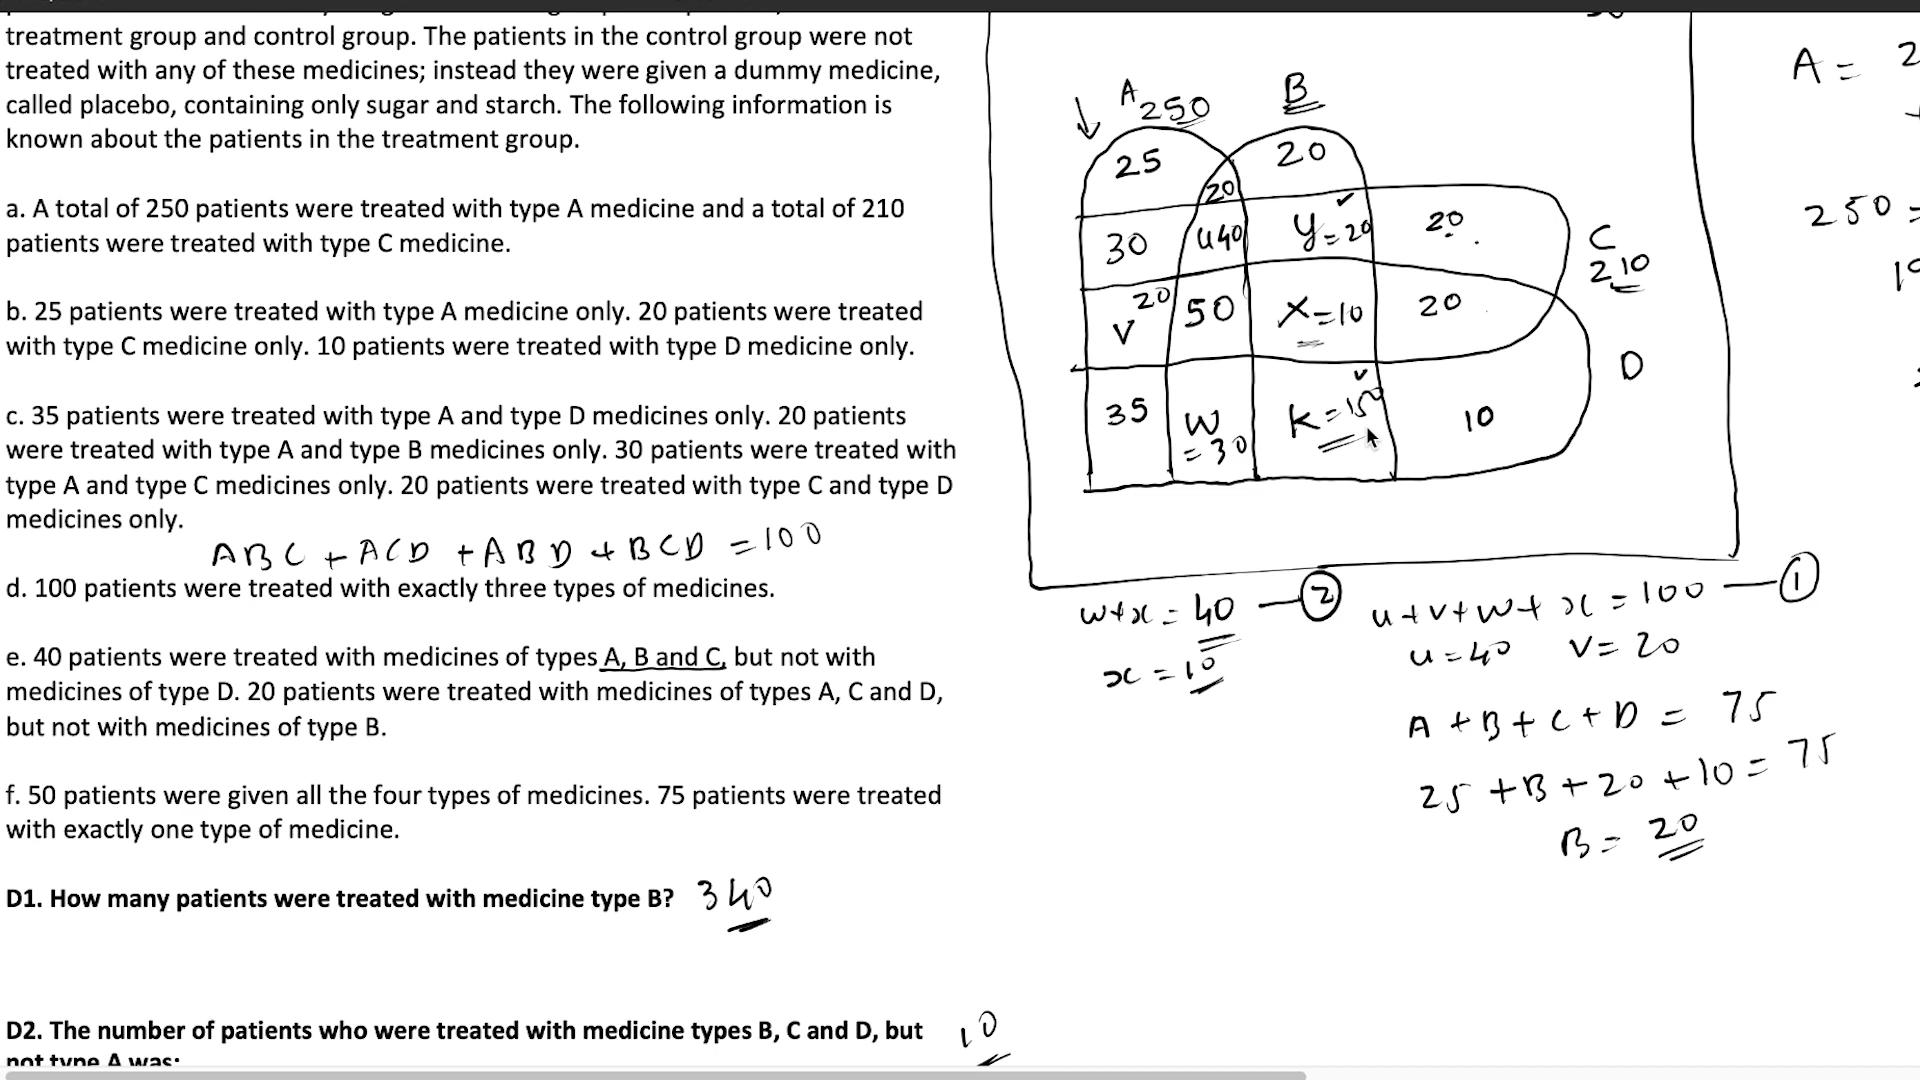 treatment group and control group. The patients in the control group were not
treated with any of these medicines; instead they were given a dummy medicine,
called placebo, containing only sugar and starch. The following information is
known about the patients in the treatment group.
a. A total of 250 patients were treated with type A medicine and a total of 210
patients were treated with type C medicine.
b. 25 patients were treated with type A medicine only. 20 patients were treated
with type C medicine only. 10 patients were treated with type D medicine only.
c. 35 patients were treated with type A and type D medicines only. 20 patients
were treated with type A and type B medicines only. 30 patients were treated with
type A and type C medicines only. 20 patients were treated with type C and type D
medicines only.
ABC + ACD + ABD + BCD = 100
d. 100 patients were treated with exactly three types of medicines.
e. 40 patients were treated with medicines of types A, B and C, but not with
medicines of type D. 20 patients were treated with medicines of types A, C and D,
but not with medicines of type B.
f. 50 patients were given all the four types of medicines. 75 patients were treated
with exactly one type of medicine.
D1. How many patients were treated with medicine type B? 340
D2. The number of patients who were treated with medicine types B, C and D, but 10
not type A was:
A 250 B
25 20
20
30 u40 y=20 20
C
210
v 20 50 x=10 20
D
35 w = 30 K=150 10
w+x = 40 — 2
x = 10
u+v+w+x = 100 — 1
u = 40 v = 20
A + B + C + D = 75
25 + B + 20 + 10 = 75
B = 20
A = 2
250 =